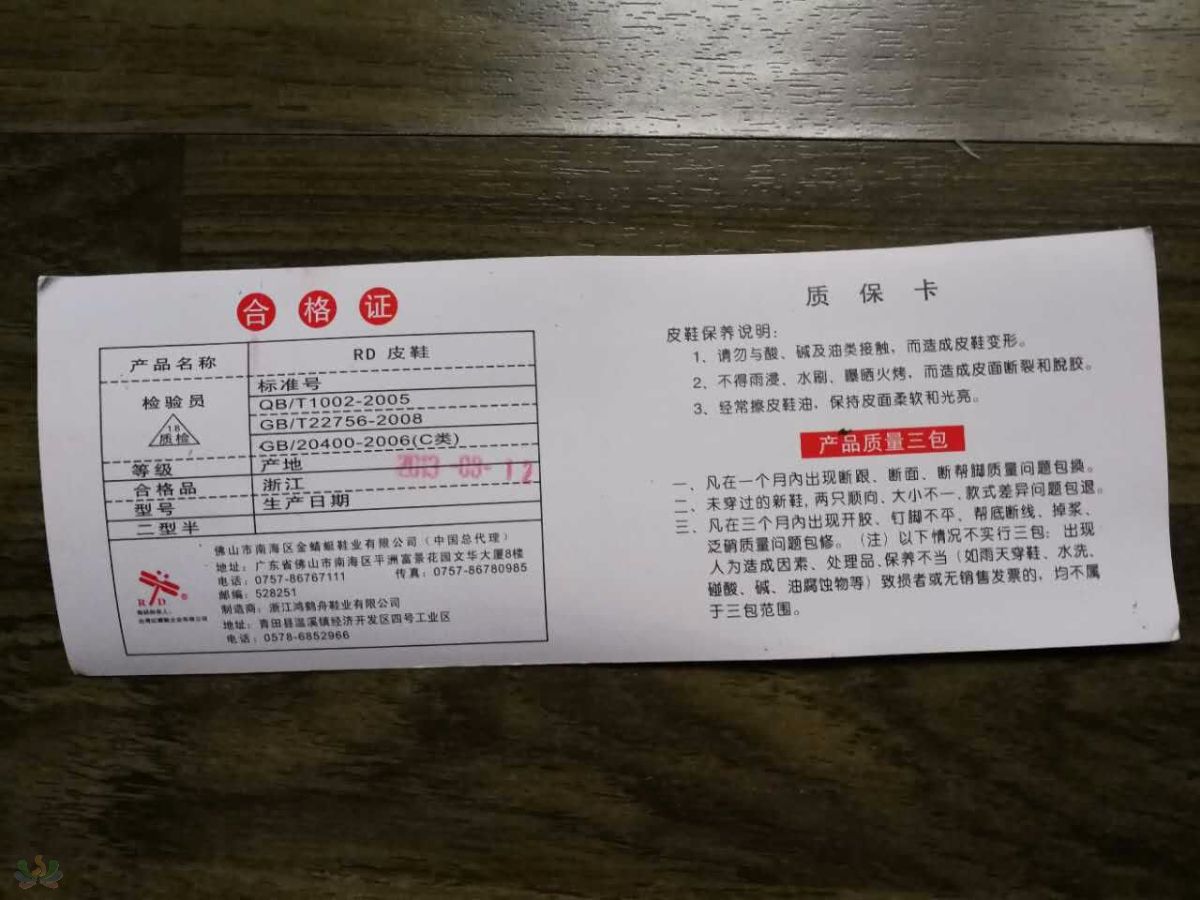 合格证
产品名称
RD 皮鞋
检验员
18
质检
标准号
QB/T1002-2005
GB/T22756-2008
GB/20400-2006(C类)
等级
产地
合格品
浙江
型号
生产日期
二型半
佛山市南海区金蜻蜓鞋业有限公司(中国总代理)
地址:广东省佛山市南海区平洲富景花园文华大厦8楼
电话:0757-86767111 传真:0757-86780985
邮编:528251
制造商:浙江鸿鹤舟鞋业有限公司
地址:青田县温溪镇经济开发区四号工业区
电话:0578-6852966
RD®
质保卡
皮鞋保养说明:
1、请勿与酸、碱及油类接触,而造成皮鞋变形。
2、不得雨浸、水刷、曝晒火烤,而造成皮面断裂和脱胶。
3、经常擦皮鞋油,保持皮面柔软和光亮。
产品质量三包
一、凡在一个月内出现断跟、断面、断帮脚质量问题包换。
二、未穿过的新鞋,两只顺向、大小不一、款式差异问题包退。
三、凡在三个月内出现开胶、钉脚不平、帮底断线、掉浆、
泛硝质量问题包修。(注)以下情况不实行三包:出现
人为造成因素、处理品、保养不当(如雨天穿鞋、水洗、
碰酸、碱、油腐蚀物等)致损者或无销售发票的,均不属
于三包范围。